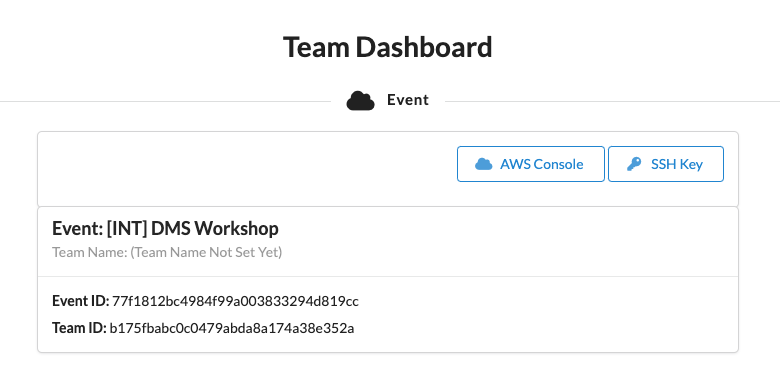 Team Dashboard
Event
AWS Console
SSH Key
Event: [INT] DMS Workshop
Team Name: (Team Name Not Set Yet)
Event ID: 77f1812bc4984f99a003833294d819cc
Team ID: b175fbabc0c0479abda8a174a38e352a